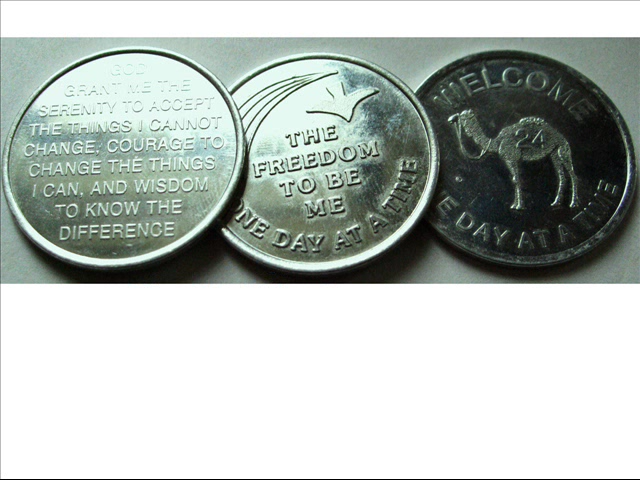 GOD
GRANT ME THE
SERENITY TO ACCEPT
THE THINGS I CANNOT
CHANGE, COURAGE TO
CHANGE THE THINGS
I CAN, AND WISDOM
TO KNOW THE
DIFFERENCE
THE
FREEDOM
TO BE
ME
ONE DAY AT A TIME
WELCOME
24
E DAY AT A TIME